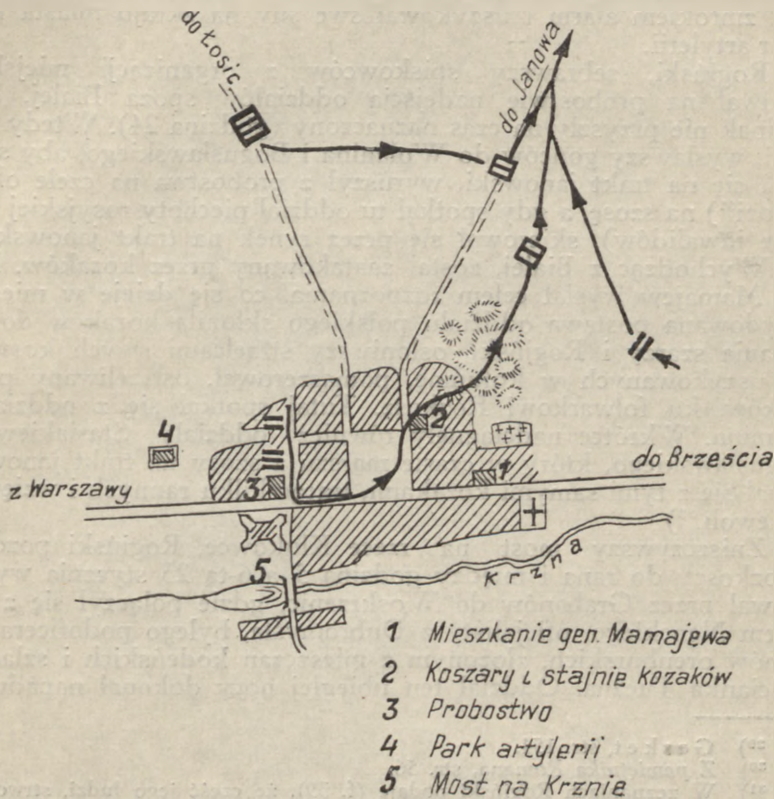 do Łosic
do Janowa
4
2
1
3
z Warszawy
do Brześcia
Krzna
5
1 Mieszkanie gen. Mamajewa
2 Koszary i stajnie kozaków
3 Probostwo
4 Park artylerii
5 Most na Krznie